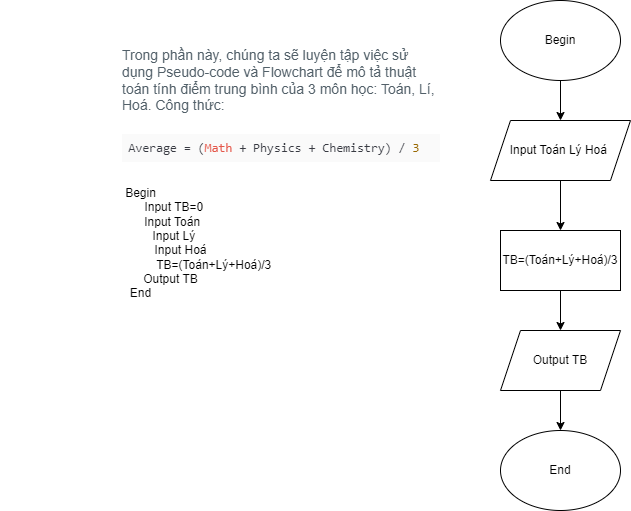 Trong phần này, chúng ta sẽ luyện tập việc sử
dụng Pseudo-code và Flowchart để mô tả thuật
toán tính điểm trung bình của 3 môn học: Toán, Lí,
Hoá. Công thức:
Average = (Math + Physics + Chemistry) / 3
Begin
Input TB=0
Input Toán
Input Lý
Input Hoá
TB=(Toán+Lý+Hoá)/3
Output TB
End
Begin
Input Toán Lý Hoá
TB=(Toán+Lý+Hoá)/3
Output TB
End